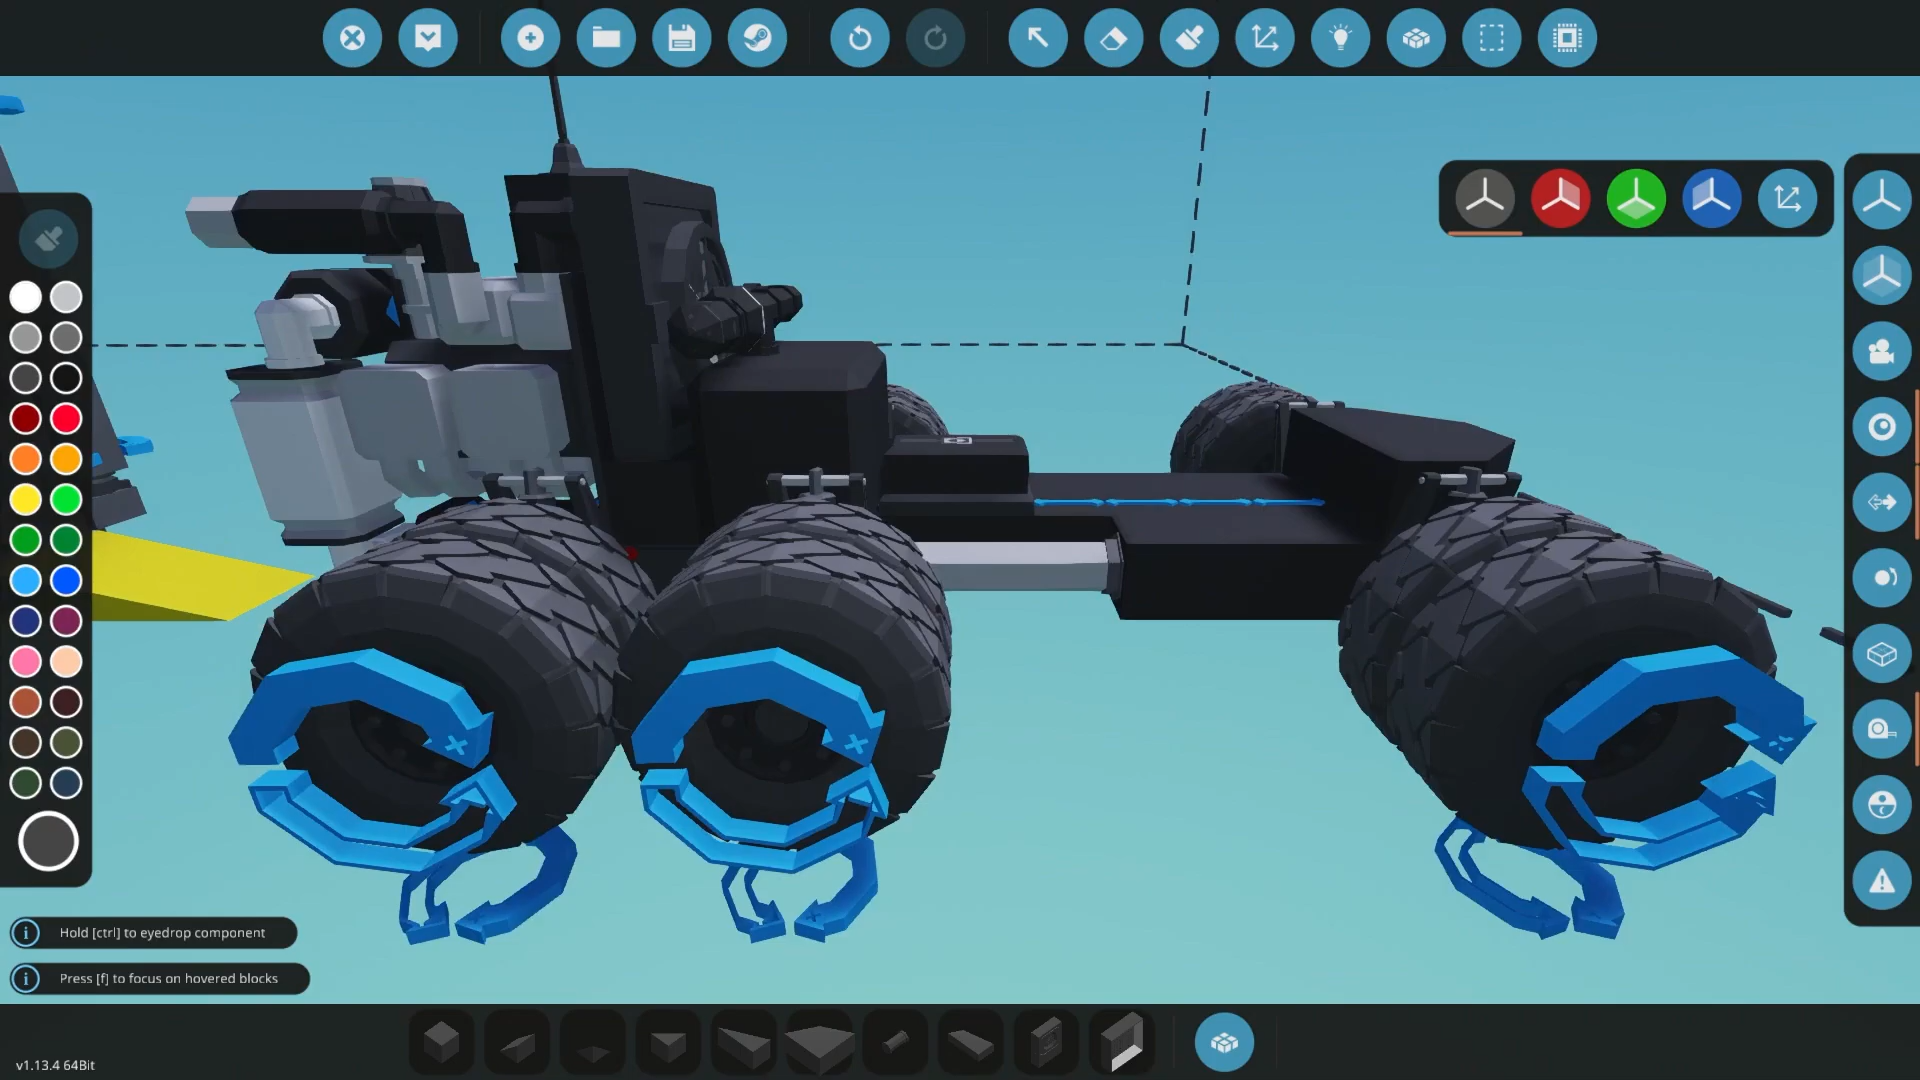 Hold [ctrl] to eyedrop component
Press [f] to focus on hovered blocks
v1.13.4 64Bit